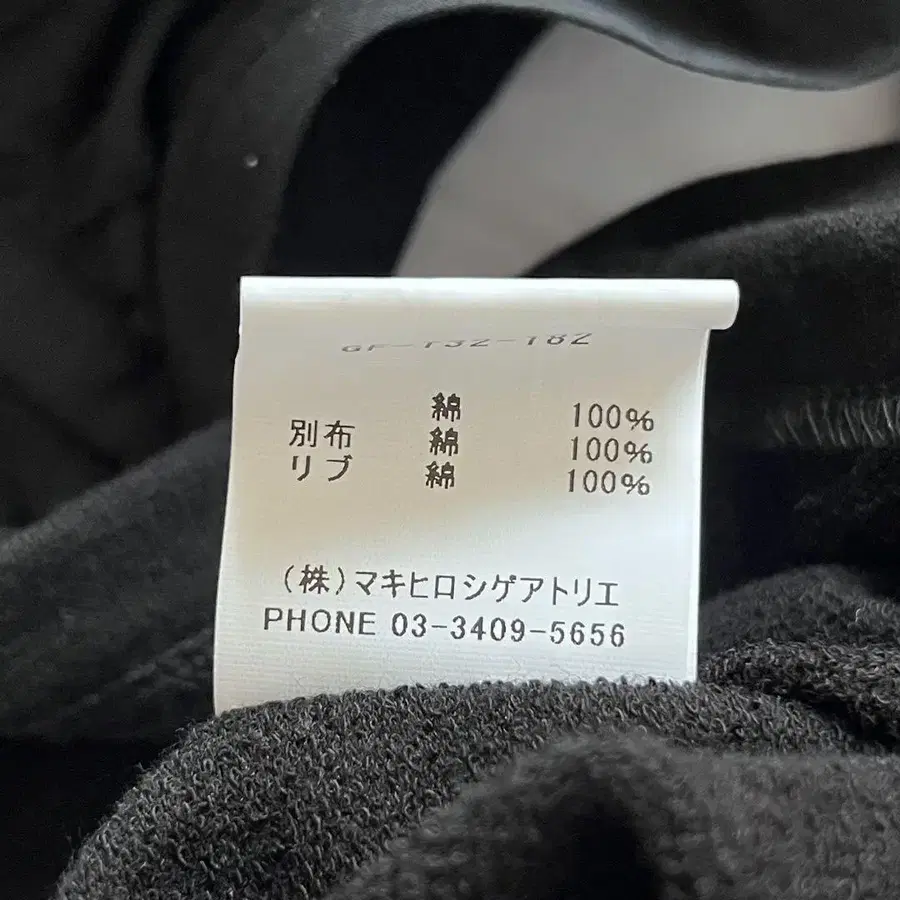 綿 100%
別布 綿 100%
リブ 綿 100%
(株)マキヒロシゲアトリエ
PHONE 03-3409-5656